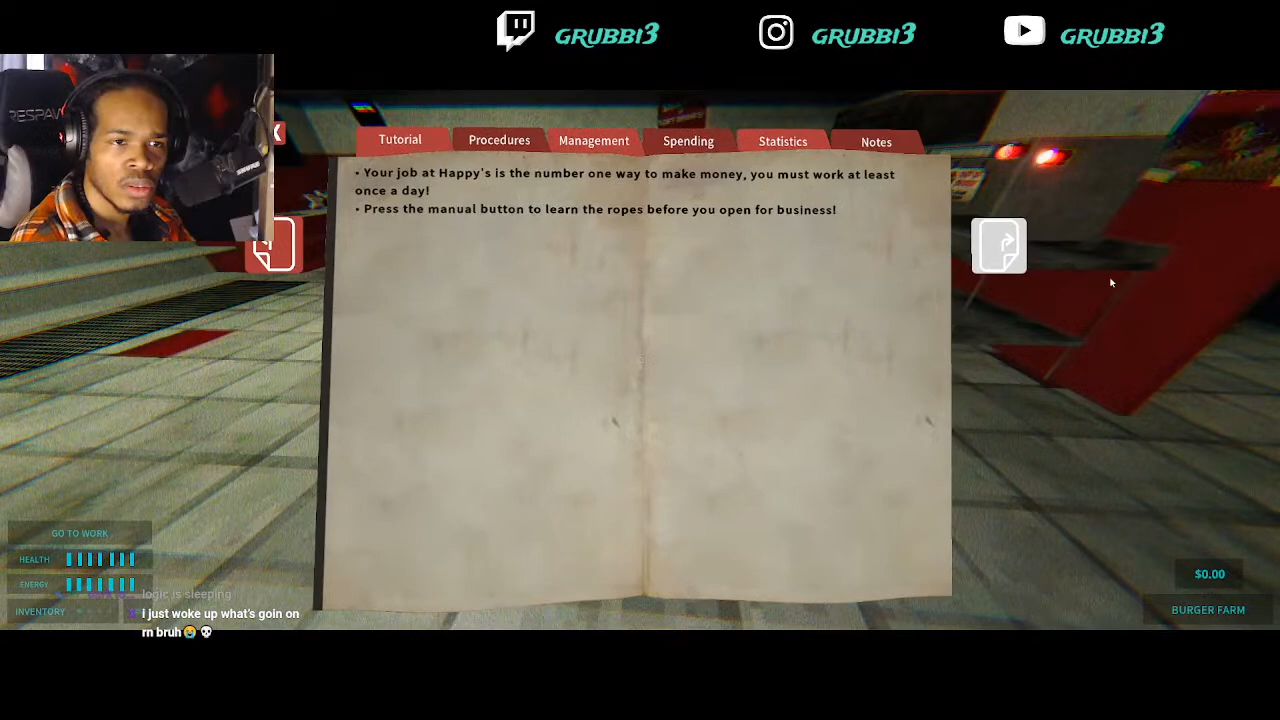 GRUBBI3
GRUBBI3
GRUBBI3
RESPAW
Tutorial
Procedures
Management
Spending
Statistics
Notes
• Your job at Happy's is the number one way to make money, you must work at least
once a day!
• Press the manual button to learn the ropes before you open for business!
GO TO WORK
HEALTH
ENERGY
INVENTORY
logic is sleeping
i just woke up what's goin on
rn bruh😭💀
$0.00
BURGER FARM